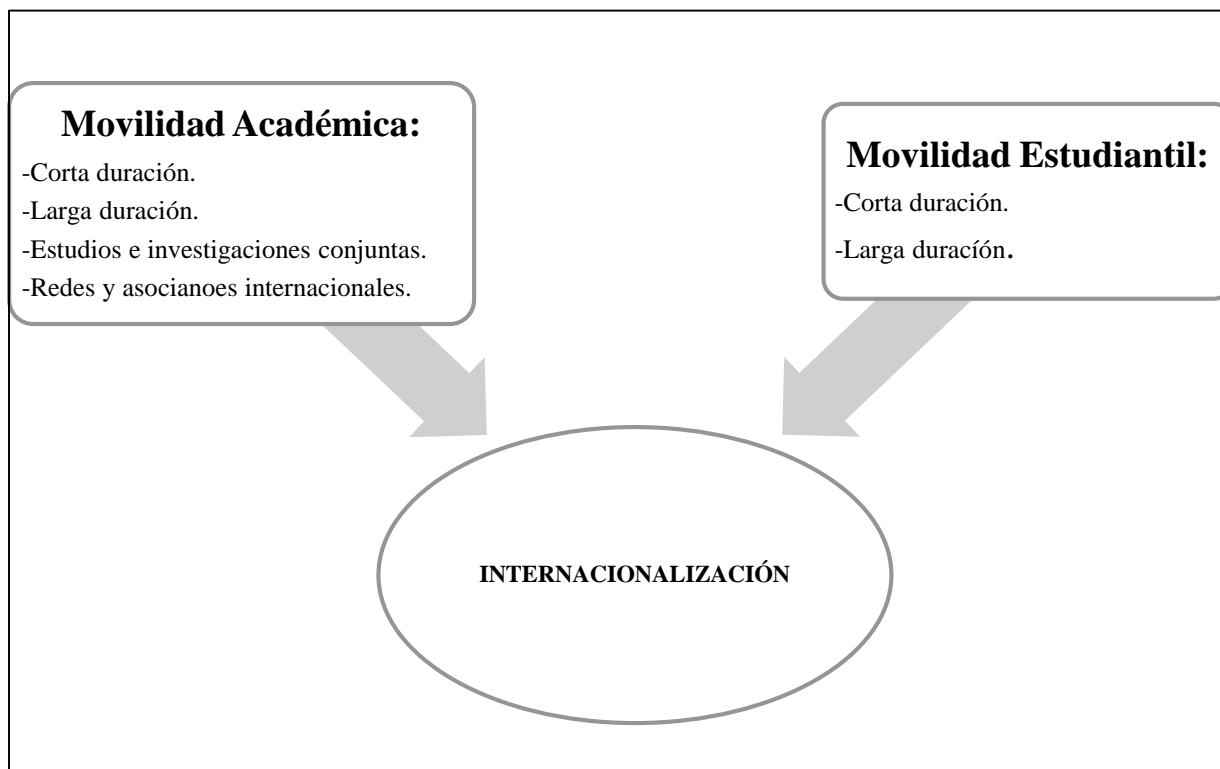 Movilidad Académica:
-Corta duración.
-Larga duración.
-Estudios e investigaciones conjuntas.
-Redes y asocianoes internacionales.
Movilidad Estudiantil:
-Corta duración.
-Larga duracíón.
INTERNACIONALIZACIÓN